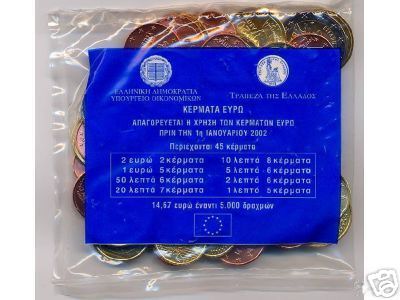 ΕΛΛΗΝΙΚΗ ΔΗΜΟΚΡΑΤΙΑ
ΥΠΟΥΡΓΕΙΟ ΟΙΚΟΝΟΜΙΚΩΝ
ΤΡΑΠΕΖΑ ΤΗΣ ΕΛΛΑΔΟΣ
ΚΕΡΜΑΤΑ ΕΥΡΩ
ΑΠΑΓΟΡΕΥΕΤΑΙ Η ΧΡΗΣΗ ΤΩΝ ΚΕΡΜΑΤΩΝ ΕΥΡΩ
ΠΡΙΝ ΤΗΝ 1η ΙΑΝΟΥΑΡΙΟΥ 2002
Περιέχονται 45 κέρματα
2 ευρώ 2 κέρματα 10 λεπτά 8 κέρματα
1 ευρώ 5 κέρματα 5 λεπτά 6 κέρματα
50 λεπτά 6 κέρματα 2 λεπτά 6 κέρματα
20 λεπτά 7 κέρματα 1 λεπτό 5 κέρματα
14,67 ευρώ έναντι 5.000 δραχμών